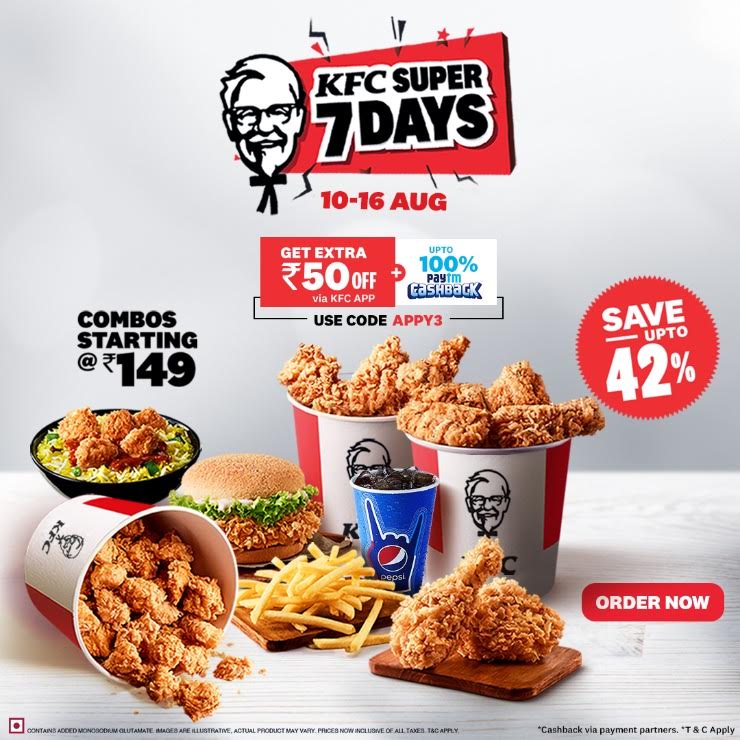 KFC SUPER
7 DAYS
10-16 AUG
GET EXTRA
₹50 OFF
via KFC APP
+
UPTO
100%
paytm
CASHBACK
USE CODE APPY3
COMBOS
STARTING
@ ₹149
SAVE
UPTO
42%
KFC
K
C
pepsi
ORDER NOW
CONTAINS ADDED MONOSODIUM GLUTAMATE. IMAGES ARE ILLUSTRATIVE, ACTUAL PRODUCT MAY VARY. PRICES NOW INCLUSIVE OF ALL TAXES. T&C APPLY.
*Cashback via payment partners. *T & C Apply